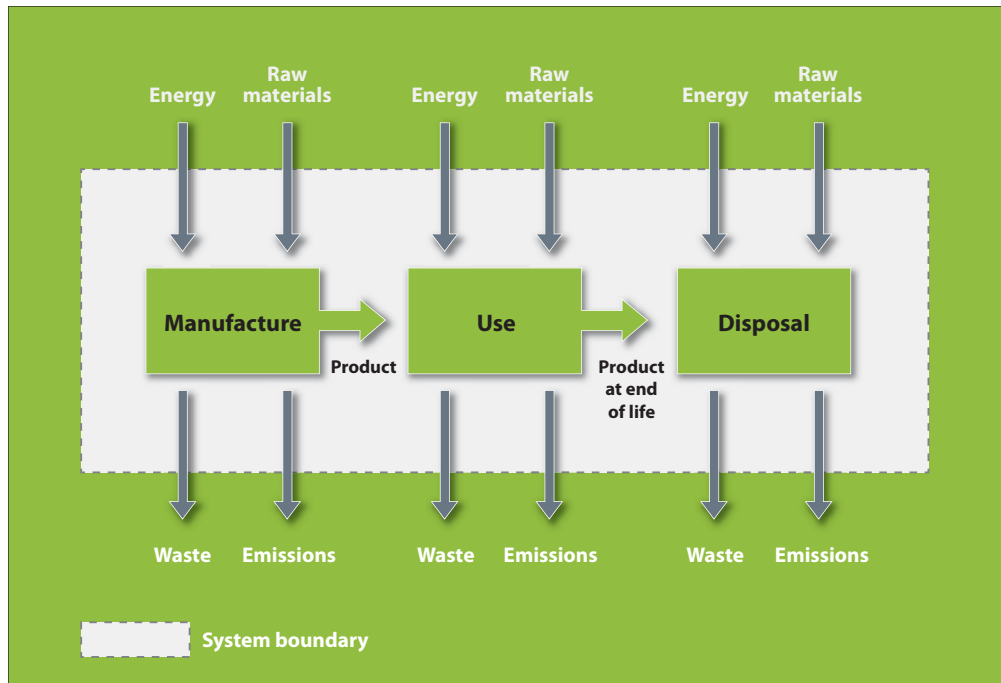 Energy
Raw
materials
Energy
Raw
materials
Energy
Raw
materials
Manufacture
Product
Use
Product
at end
of life
Disposal
Waste
Emissions
Waste
Emissions
Waste
Emissions
System boundary